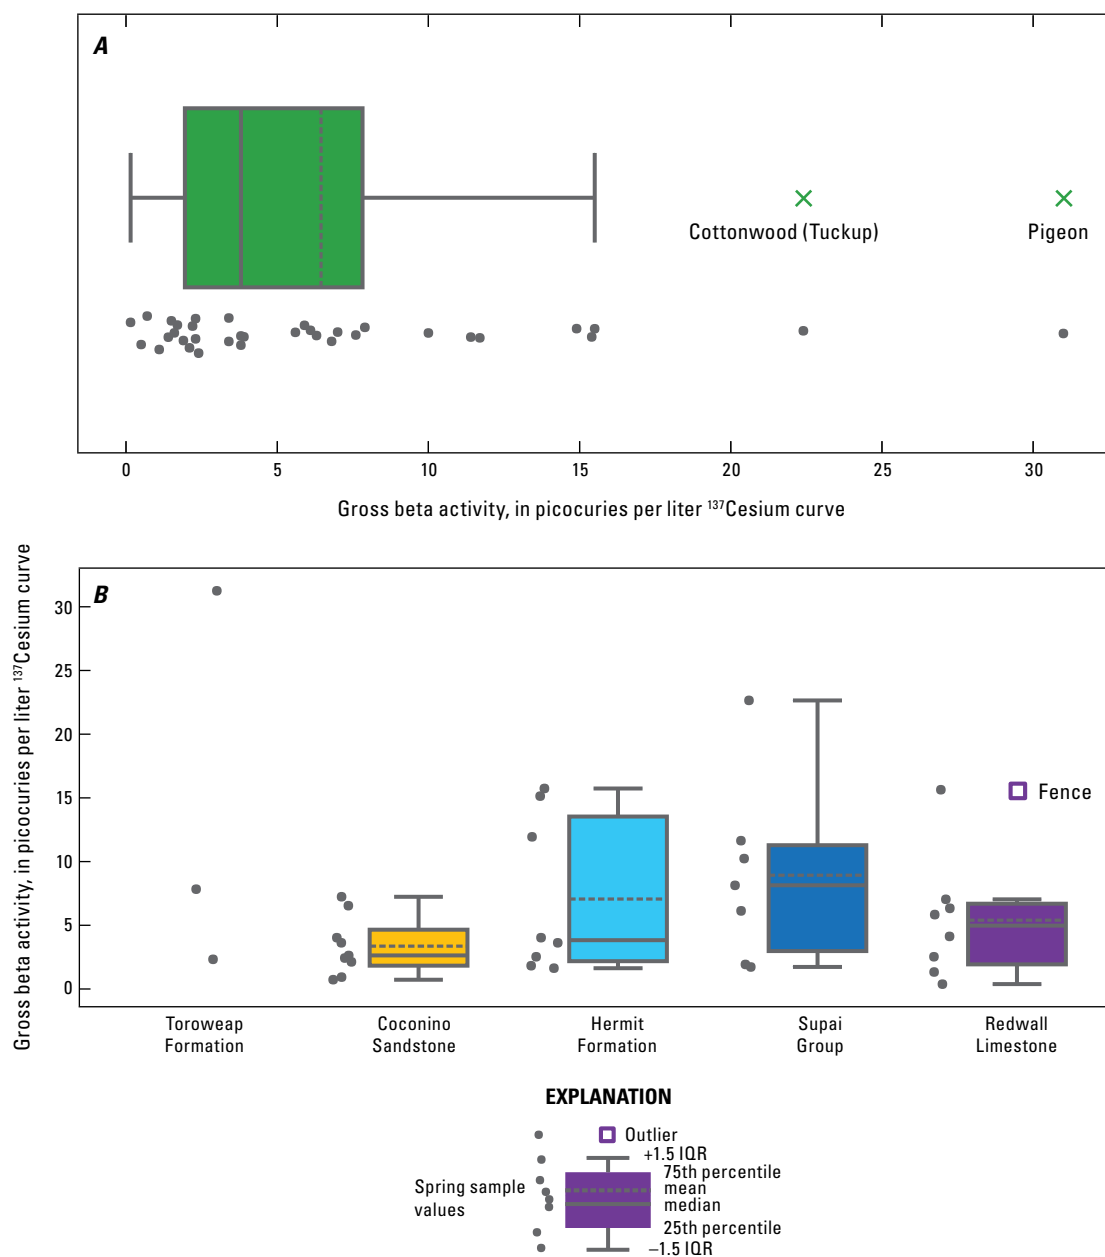 A
Cottonwood (Tuckup)
Pigeon
0 5 10 15 20 25 30
Gross beta activity, in picocuries per liter ¹³⁷Cesium curve
B
Gross beta activity, in picocuries per liter ¹³⁷Cesium curve
30
25
20
15
10
5
0
Fence
Toroweap
Formation
Coconino
Sandstone
Hermit
Formation
Supai
Group
Redwall
Limestone
EXPLANATION
Outlier
+1.5 IQR
75th percentile
mean
median
25th percentile
–1.5 IQR
Spring sample
values